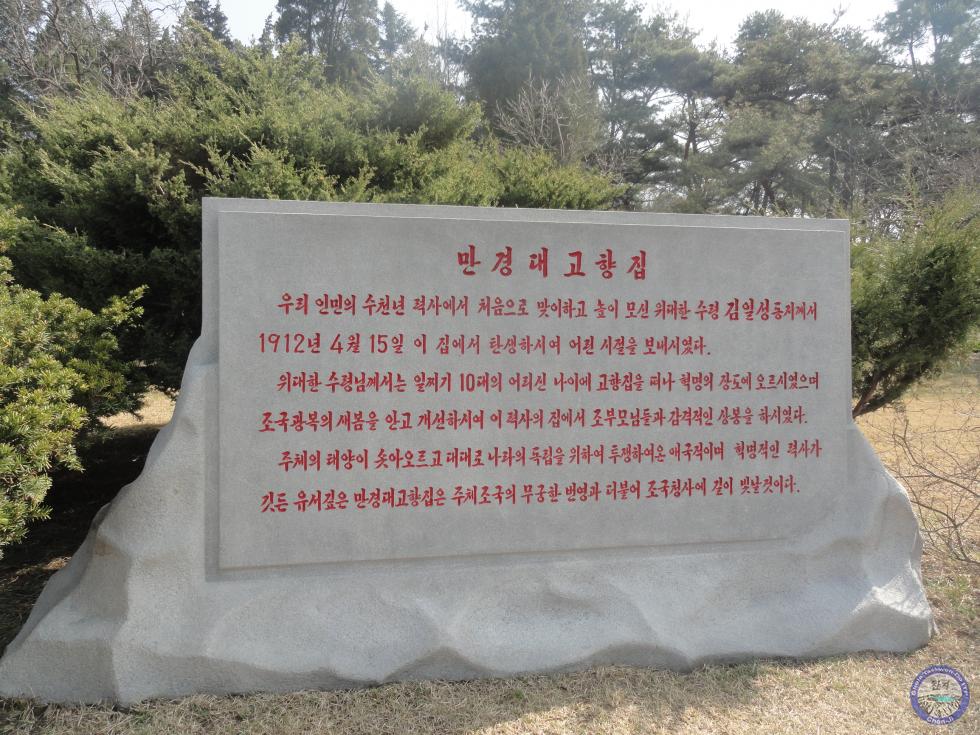 만경대고향집
우리 인민의 수천년 력사에서 처음으로 맞이하고 높이 모신 위대한 수령 김일성동지께서
1912년 4월 15일 이 집에서 탄생하시여 어린 시절을 보내시였다.
위대한 수령님께서는 일찌기 10대의 어리신 나이에 고향집을 떠나 혁명의 장도에 오르시였으며
조국광복의 새봄을 안고 개선하시여 이 력사의 집에서 조부모님들과 감격적인 상봉을 하시였다.
주체의 태양이 솟아오르고 대대로 나라의 독립을 위하여 투쟁하여온 애국적이며 혁명적인 력사가
깃든 유서깊은 만경대고향집은 주체조국의 무궁한 번영과 더불어 조국청사에 길이 빛날것이다.
Chon-Ji